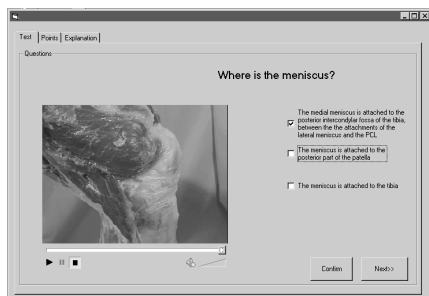 Test Points Explanation
Questions
Where is the meniscus?
The medial meniscus is attached to the
posterior intercondylar fossa of the tibia,
between the the attachments of the
lateral meniscus and the PCL
The meniscus is attached to the
posterior part of the patella
The meniscus is attached to the tibia
Confirm Next>>